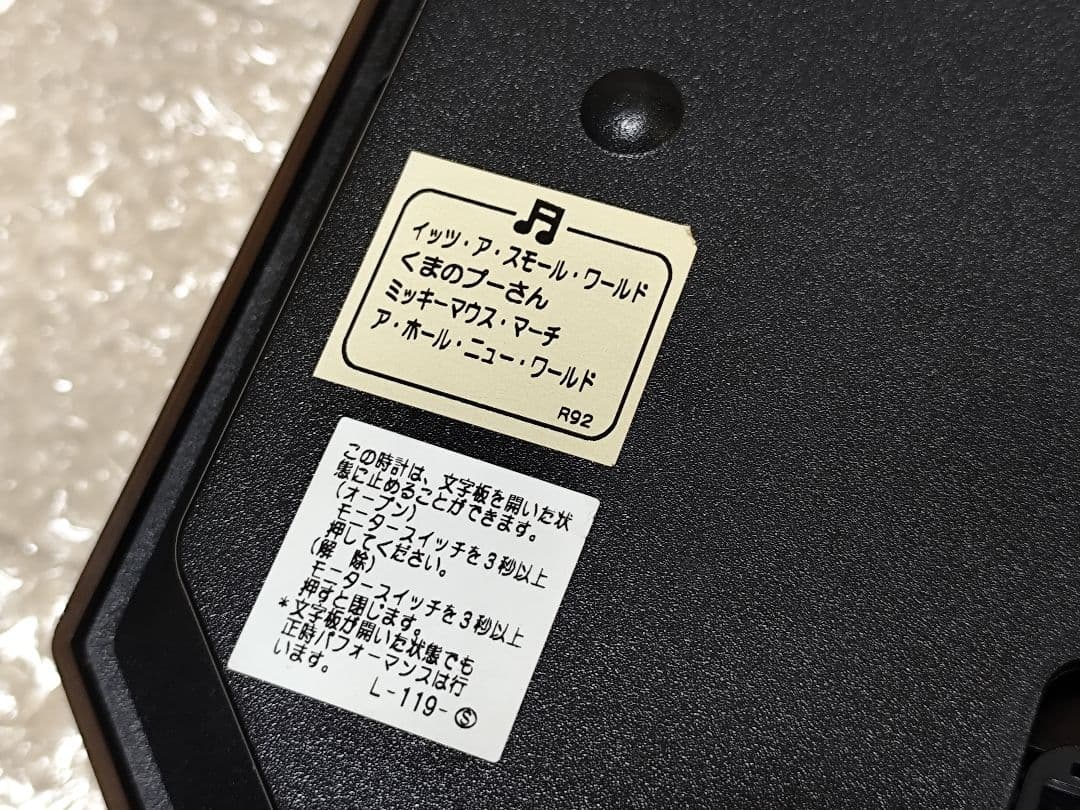 イッツ・ア・スモール・ワールド
くまのプーさん
ミッキーマウス・マーチ
ア・ホール・ニュー・ワールド
R92
この時計は、文字板を開いた状
態に止めることができます。
(オープン)
モータースイッチを3秒以上
押してください。
(解 除)
モータースイッチを3秒以上
押すと閉じます。
*文字板が開いた状態でも
正時パフォーマンスは行
います。
L-119-Ⓢ